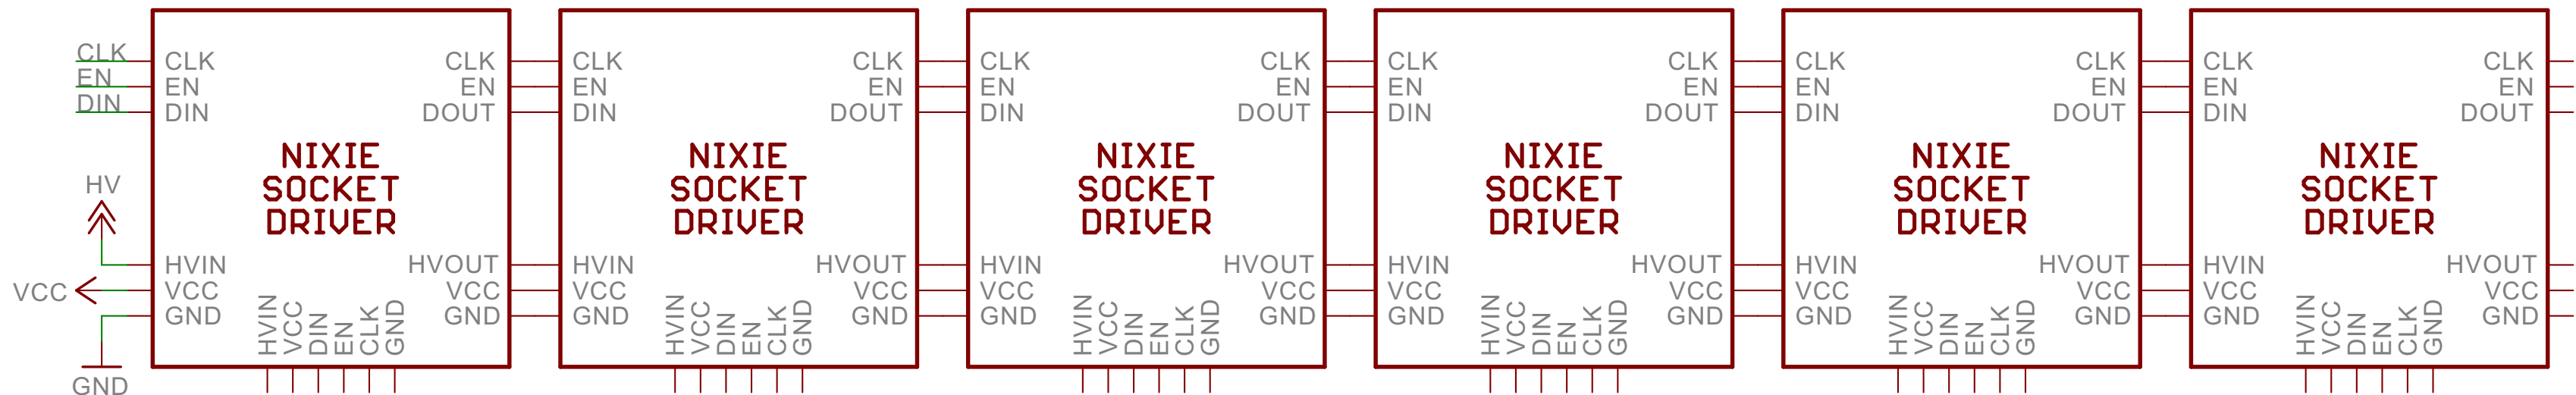 CLK
EN
DIN
HV
VCC
GND
CLK CLK
EN EN
DIN DOUT
NIXIE
SOCKET
DRIVER
HVIN HVOUT
VCC VCC
GND GND
HVIN
VCC
DIN
EN
CLK
GND
CLK CLK
EN EN
DIN DOUT
NIXIE
SOCKET
DRIVER
HVIN HVOUT
VCC VCC
GND GND
HVIN
VCC
DIN
EN
CLK
GND
CLK CLK
EN EN
DIN DOUT
NIXIE
SOCKET
DRIVER
HVIN HVOUT
VCC VCC
GND GND
HVIN
VCC
DIN
EN
CLK
GND
CLK CLK
EN EN
DIN DOUT
NIXIE
SOCKET
DRIVER
HVIN HVOUT
VCC VCC
GND GND
HVIN
VCC
DIN
EN
CLK
GND
CLK CLK
EN EN
DIN DOUT
NIXIE
SOCKET
DRIVER
HVIN HVOUT
VCC VCC
GND GND
HVIN
VCC
DIN
EN
CLK
GND
CLK CLK
EN EN
DIN DOUT
NIXIE
SOCKET
DRIVER
HVIN HVOUT
VCC VCC
GND GND
HVIN
VCC
DIN
EN
CLK
GND